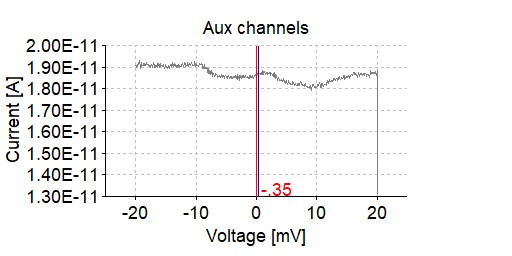 Aux channels
Current [A]
2.00E-11
1.90E-11
1.80E-11
1.70E-11
1.60E-11
1.50E-11
1.40E-11
1.30E-11
-.35
-20 -10 0 10 20
Voltage [mV]